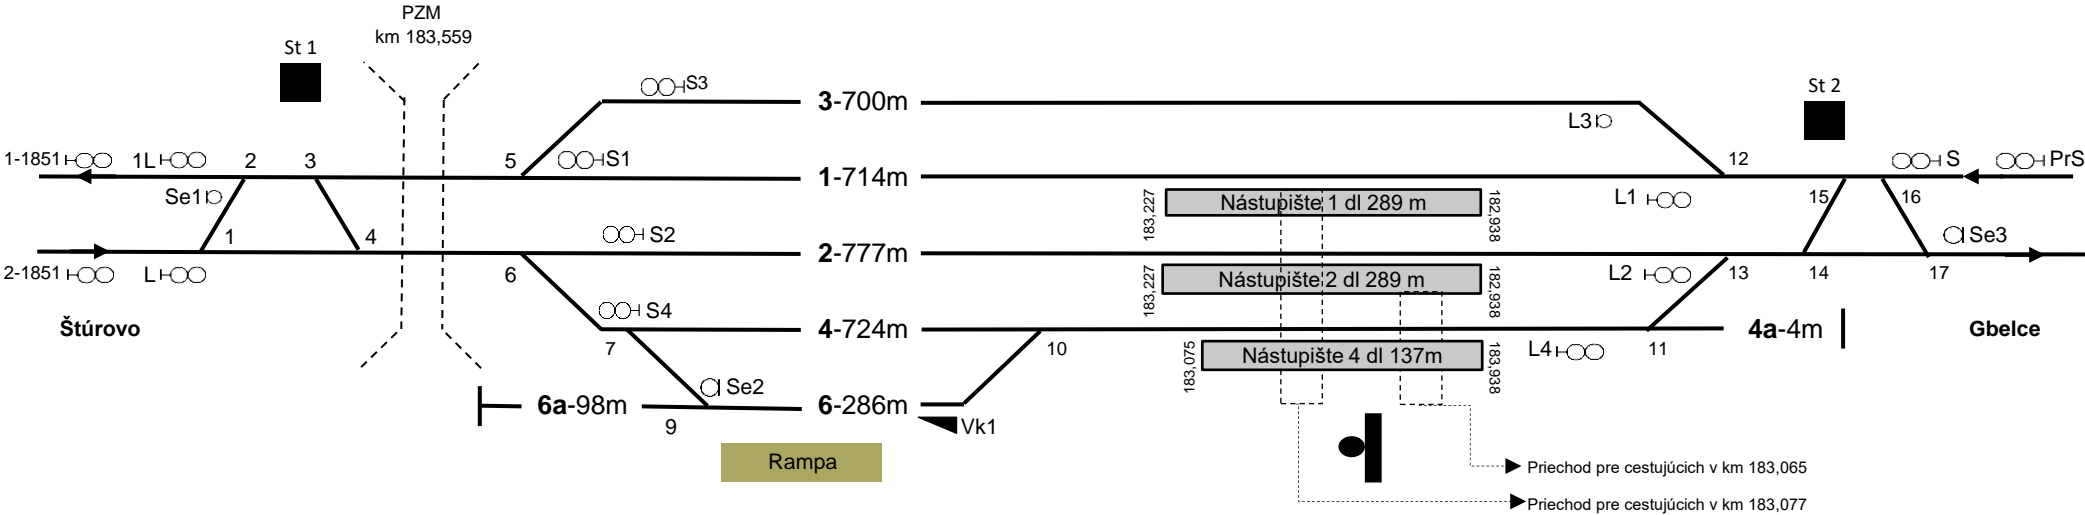 PZM
km 183,559
St 1
S3
3-700m
St 2
L3
1-1851
1L
2
3
5
S1
1-714m
12
S
PrS
Se1
Nástupište 1 dl 289 m
183,227
182,938
L1
15
16
1
4
S2
2-777m
Se3
2-1851
L
6
Nástupište 2 dl 289 m
183,227
182,938
L2
13
14
17
Štúrovo
S4
4-724m
4a-4m
Gbelce
7
10
Nástupište 4 dl 137m
183,075
183,938
L4
11
Se2
6a-98m
6-286m
9
Vk1
Rampa
Priechod pre cestujúcich v km 183,065
Priechod pre cestujúcich v km 183,077